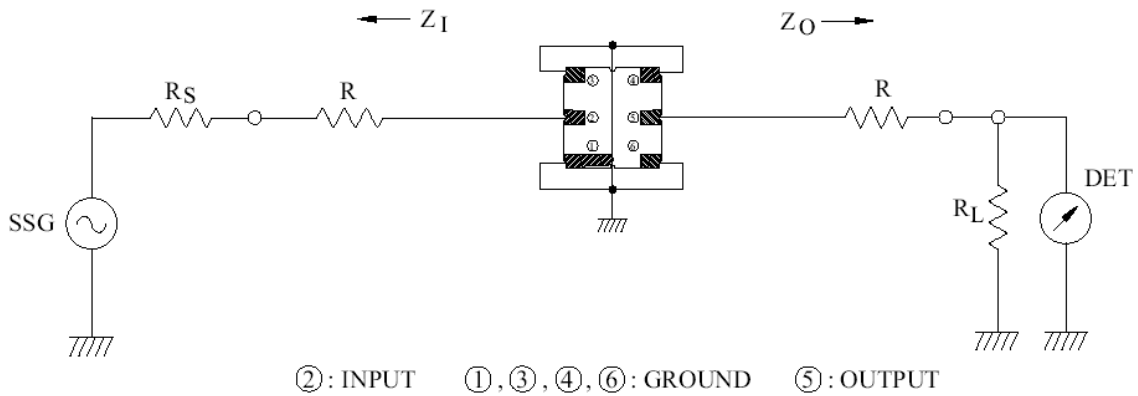 Z_I Z_O
R_S R R
③ ④
② ⑤
① ⑥
SSG R_L DET
②: INPUT ①, ③, ④, ⑥: GROUND ⑤: OUTPUT